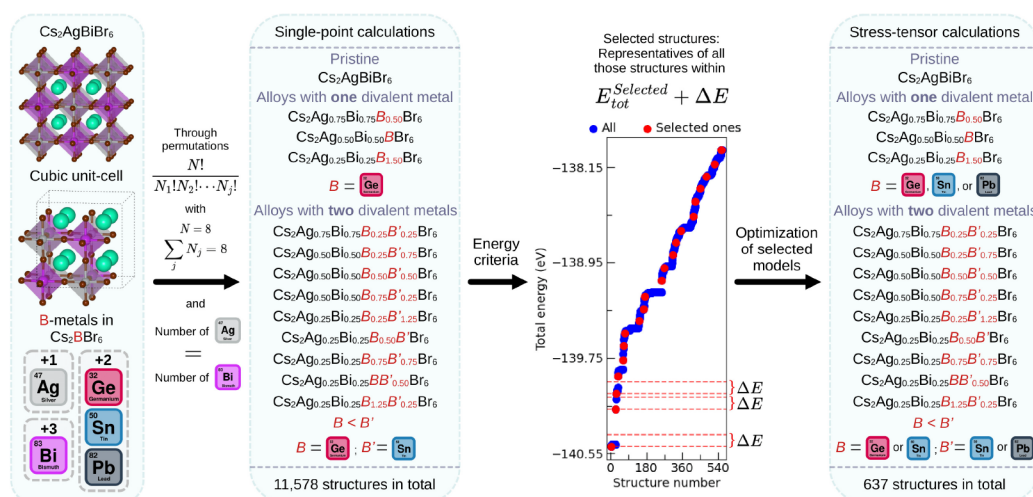 Cs₂AgBiBr₆
Cubic unit-cell
B-metals in
Cs₂BBr₆
+1
47
Ag
Silver
+3
83
Bi
Bismuth
+2
32
Ge
Germanium
50
Sn
Tin
82
Pb
Lead
Through
permutations
N!
N₁!N₂!⋯Nⱼ!
with
N = 8
∑ Nⱼ = 8
j
and
Number of Ag
=
Number of Bi
Single-point calculations
Pristine
Cs₂AgBiBr₆
Alloys with one divalent metal
Cs₂Ag₀.₇₅Bi₀.₇₅B₀.₅₀Br₆
Cs₂Ag₀.₅₀Bi₀.₅₀BBr₆
Cs₂Ag₀.₂₅Bi₀.₂₅B₁.₅₀Br₆
B = Ge
Alloys with two divalent metals
Cs₂Ag₀.₇₅Bi₀.₇₅B₀.₂₅B'₀.₂₅Br₆
Cs₂Ag₀.₅₀Bi₀.₅₀B₀.₂₅B'₀.₇₅Br₆
Cs₂Ag₀.₅₀Bi₀.₅₀B₀.₅₀B'₀.₅₀Br₆
Cs₂Ag₀.₅₀Bi₀.₅₀B₀.₇₅B'₀.₂₅Br₆
Cs₂Ag₀.₂₅Bi₀.₂₅B₀.₂₅B'₁.₂₅Br₆
Cs₂Ag₀.₂₅Bi₀.₂₅B₀.₅₀B'Br₆
Cs₂Ag₀.₂₅Bi₀.₂₅B₀.₇₅B'₀.₇₅Br₆
Cs₂Ag₀.₂₅Bi₀.₂₅BB'₀.₅₀Br₆
Cs₂Ag₀.₂₅Bi₀.₂₅B₁.₂₅B'₀.₂₅Br₆
B < B'
B = Ge ; B' = Sn
11,578 structures in total
Energy
criteria
Selected structures:
Representatives of all
those structures within
E_tot^Selected + ΔE
All
Selected ones
Total energy (eV)
−138.15
−138.95
−139.75
−140.55
ΔE
ΔE
ΔE
0 180 360 540
Structure number
Optimization
of selected
models
Stress-tensor calculations
Pristine
Cs₂AgBiBr₆
Alloys with one divalent metal
Cs₂Ag₀.₇₅Bi₀.₇₅B₀.₅₀Br₆
Cs₂Ag₀.₅₀Bi₀.₅₀BBr₆
Cs₂Ag₀.₂₅Bi₀.₂₅B₁.₅₀Br₆
B = Ge, Sn, or Pb
Alloys with two divalent metals
Cs₂Ag₀.₇₅Bi₀.₇₅B₀.₂₅B'₀.₂₅Br₆
Cs₂Ag₀.₅₀Bi₀.₅₀B₀.₂₅B'₀.₇₅Br₆
Cs₂Ag₀.₅₀Bi₀.₅₀B₀.₅₀B'₀.₅₀Br₆
Cs₂Ag₀.₅₀Bi₀.₅₀B₀.₇₅B'₀.₂₅Br₆
Cs₂Ag₀.₂₅Bi₀.₂₅B₀.₂₅B'₁.₂₅Br₆
Cs₂Ag₀.₂₅Bi₀.₂₅B₀.₅₀B'Br₆
Cs₂Ag₀.₂₅Bi₀.₂₅B₀.₇₅B'₀.₇₅Br₆
Cs₂Ag₀.₂₅Bi₀.₂₅BB'₀.₅₀Br₆
Cs₂Ag₀.₂₅Bi₀.₂₅B₁.₂₅B'₀.₂₅Br₆
B < B'
B = Ge or Sn ; B' = Sn or Pb
637 structures in total